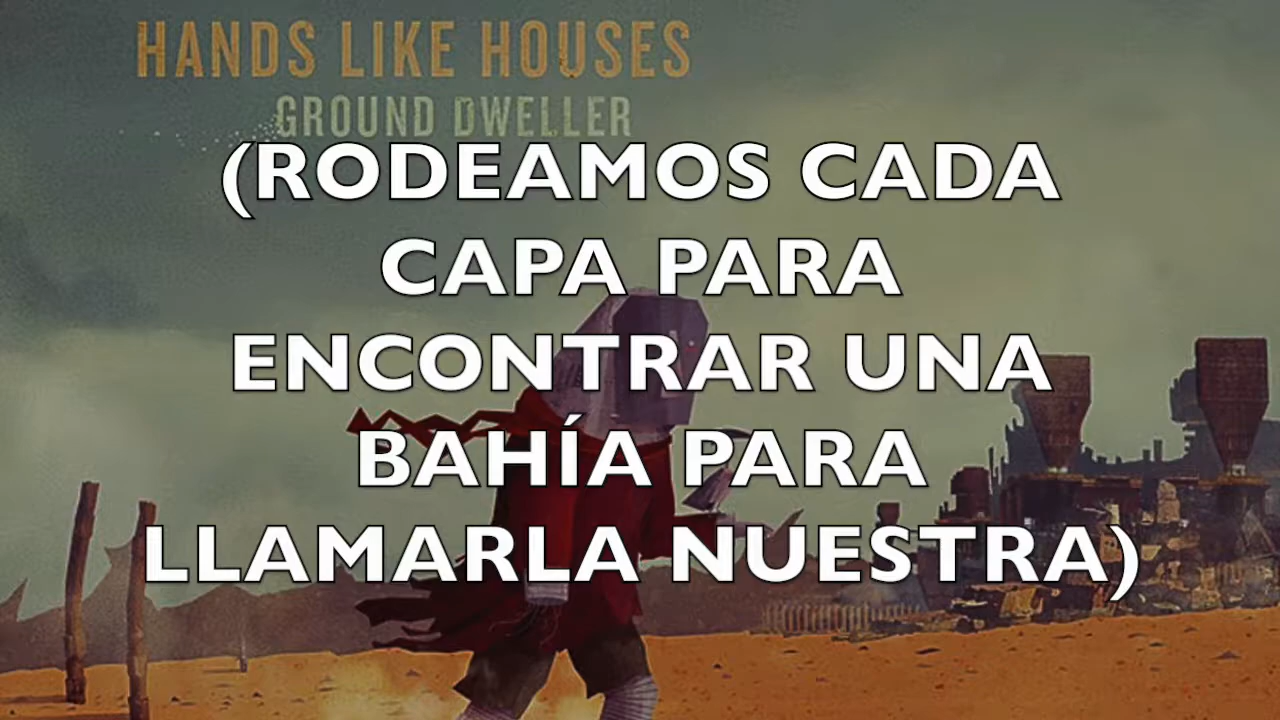 HANDS LIKE HOUSES
GROUND DWELLER
(RODEAMOS CADA
CAPA PARA
ENCONTRAR UNA
BAHÍA PARA
LLAMARLA NUESTRA)